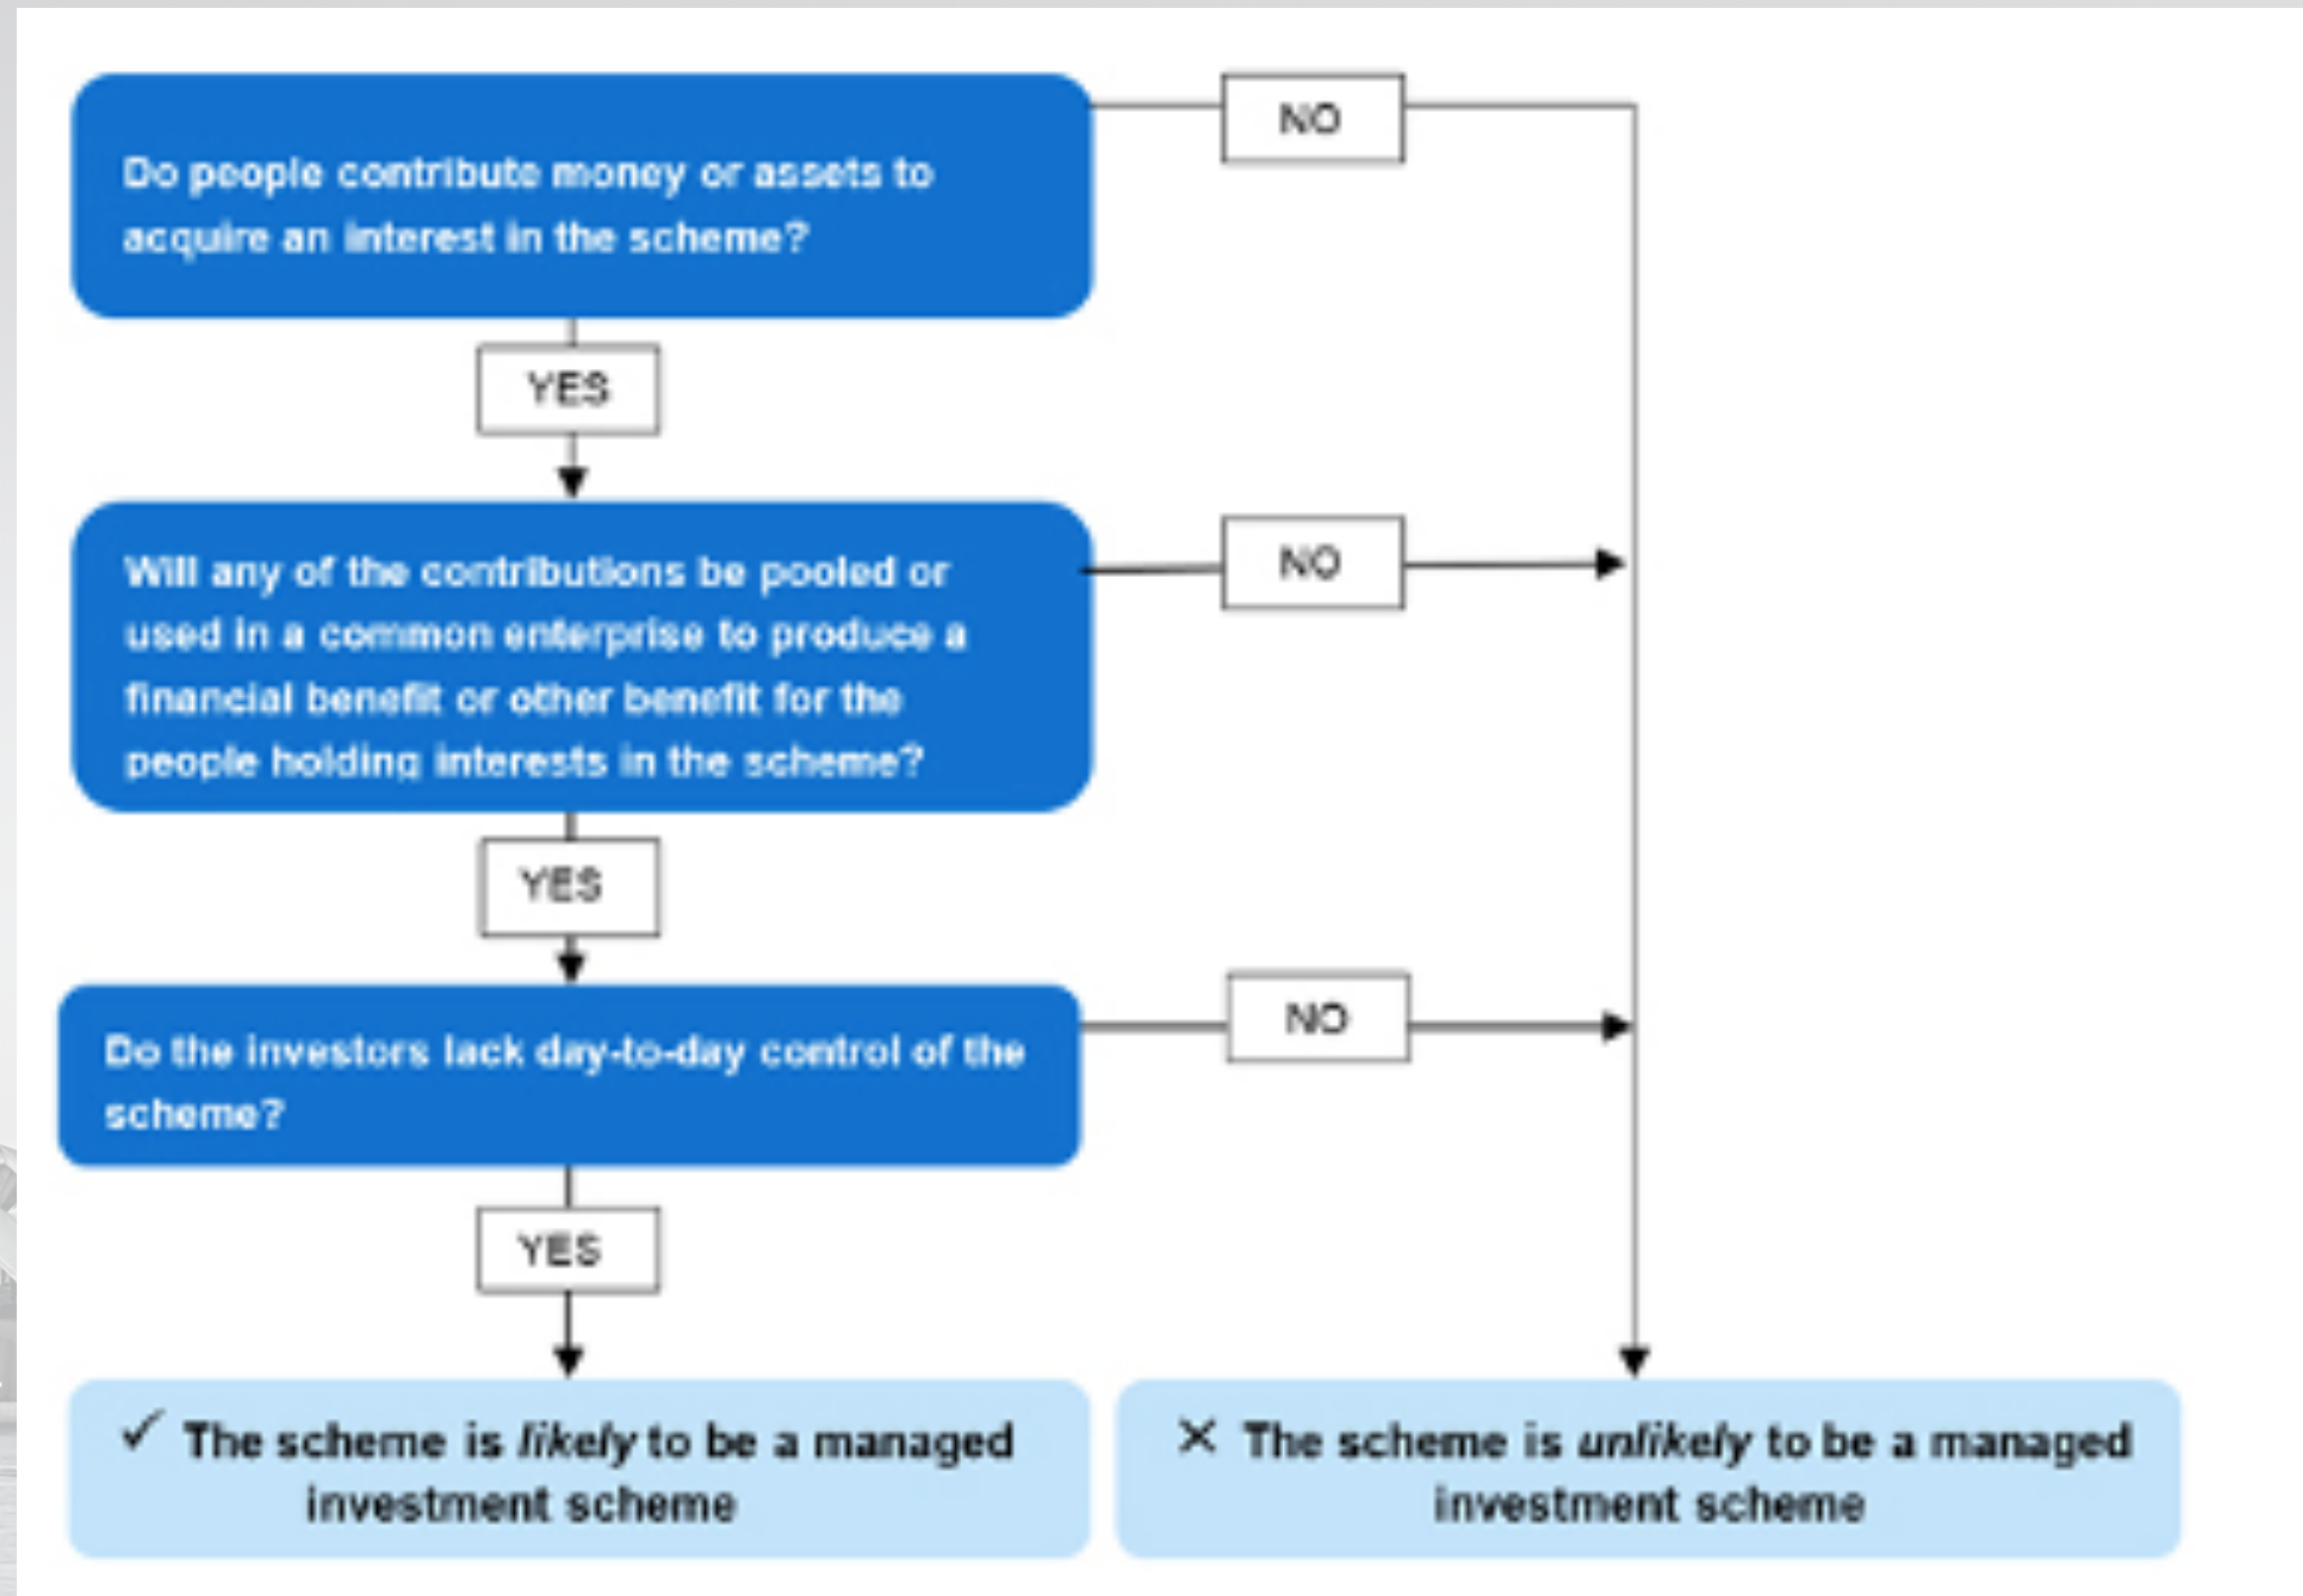 Do people contribute money or assets to
acquire an interest in the scheme?
NO
YES
Will any of the contributions be pooled or
used in a common enterprise to produce a
financial benefit or other benefit for the
people holding interests in the scheme?
NO
YES
Do the investors lack day-to-day control of the
scheme?
NO
YES
✓ The scheme is likely to be a managed
investment scheme
✕ The scheme is unlikely to be a managed
investment scheme